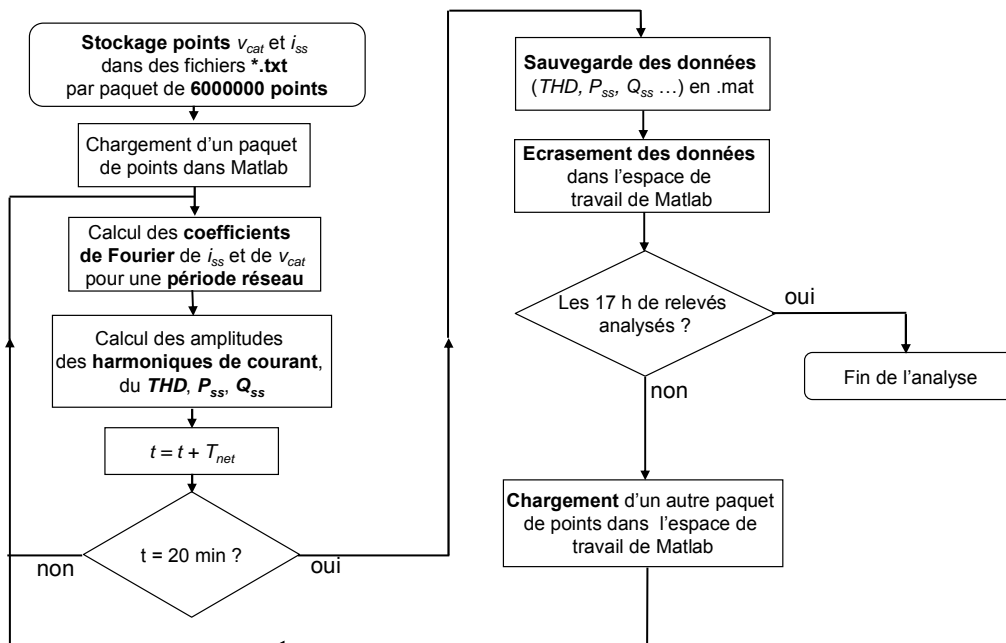 Stockage points v_cat et i_ss
dans des fichiers *.txt
par paquet de 6000000 points
Chargement d'un paquet
de points dans Matlab
Calcul des coefficients
de Fourier de i_ss et de v_cat
pour une période réseau
Calcul des amplitudes
des harmoniques de courant,
du THD, P_ss, Q_ss
t = t + T_net
t = 20 min ?
non
oui
Sauvegarde des données
(THD, P_ss, Q_ss ...) en .mat
Ecrasement des données
dans l'espace de
travail de Matlab
Les 17 h de relevés
analysés ?
oui
non
Fin de l'analyse
Chargement d'un autre paquet
de points dans l'espace de
travail de Matlab